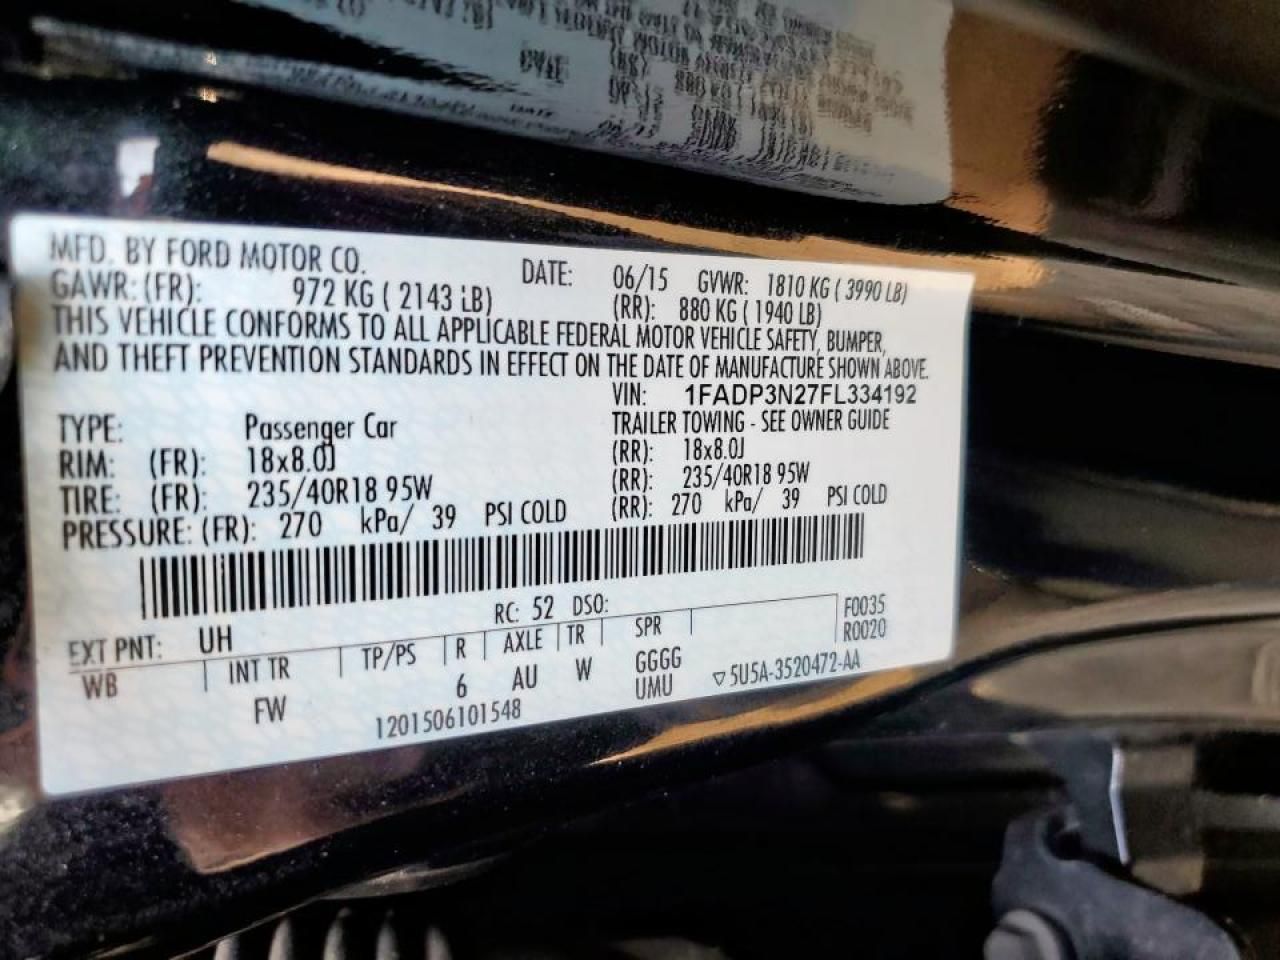 MFD. BY FORD MOTOR CO. DATE: 06/15 GVWR: 1810 KG ( 3990 LB)
GAWR: (FR): 972 KG ( 2143 LB) (RR): 880 KG ( 1940 LB)
THIS VEHICLE CONFORMS TO ALL APPLICABLE FEDERAL MOTOR VEHICLE SAFETY, BUMPER,
AND THEFT PREVENTION STANDARDS IN EFFECT ON THE DATE OF MANUFACTURE SHOWN ABOVE.
VIN: 1FADP3N27FL334192
TYPE: Passenger Car TRAILER TOWING - SEE OWNER GUIDE
RIM: (FR): 18x8.0J (RR): 18x8.0J
TIRE: (FR): 235/40R18 95W (RR): 235/40R18 95W
PRESSURE: (FR): 270 kPa/ 39 PSI COLD (RR): 270 kPa/ 39 PSI COLD
RC: 52 DSO: F0035
EXT PNT: UH R0020
WB INT TR TP/PS R AXLE TR SPR
FW 6 AU W GGGG
UMU ▽5U5A-3520472-AA
1201506101548